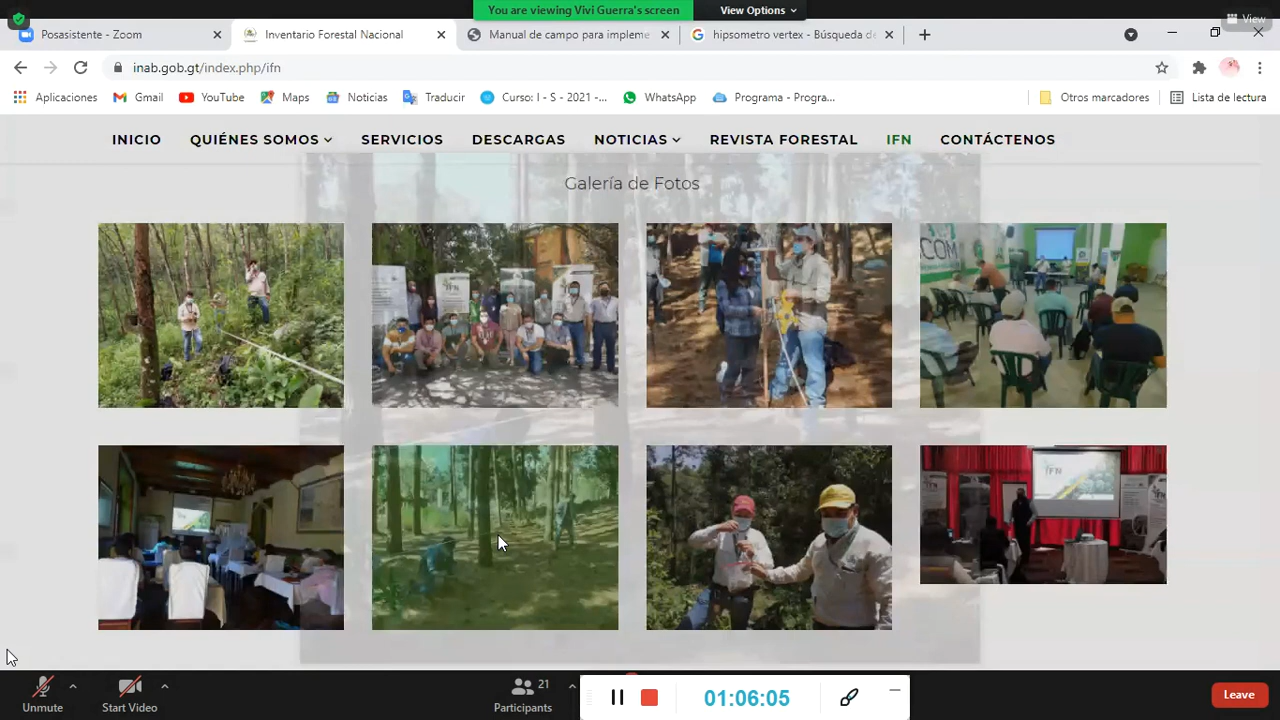 You are viewing Vivi Guerra's screen
View Options
View
Posasistente - Zoom
Inventario Forestal Nacional
Manual de campo para impleme
hipsometro vertex - Búsqueda de
inab.gob.gt/index.php/ifn
Aplicaciones
Gmail
YouTube
Maps
Noticias
Traducir
Curso: I - S - 2021 -...
WhatsApp
Programa - Progra...
Otros marcadores
Lista de lectura
INICIO
QUIÉNES SOMOS
SERVICIOS
DESCARGAS
NOTICIAS
REVISTA FORESTAL
IFN
CONTÁCTENOS
Galería de Fotos
IFN
COM
IFN
Unmute
Start Video
21
Participants
01:06:05
Leave